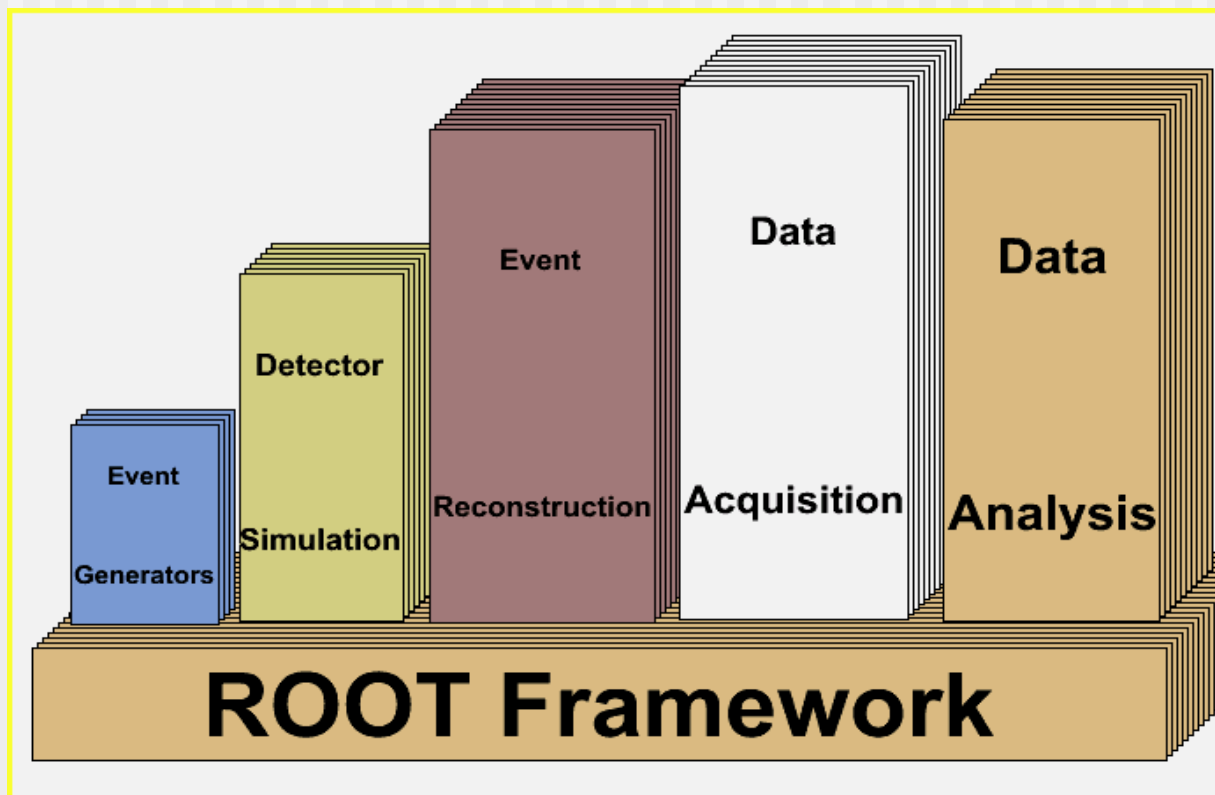 Event
Generators
Detector
Simulation
Event
Reconstruction
Data
Acquisition
Data
Analysis
ROOT Framework